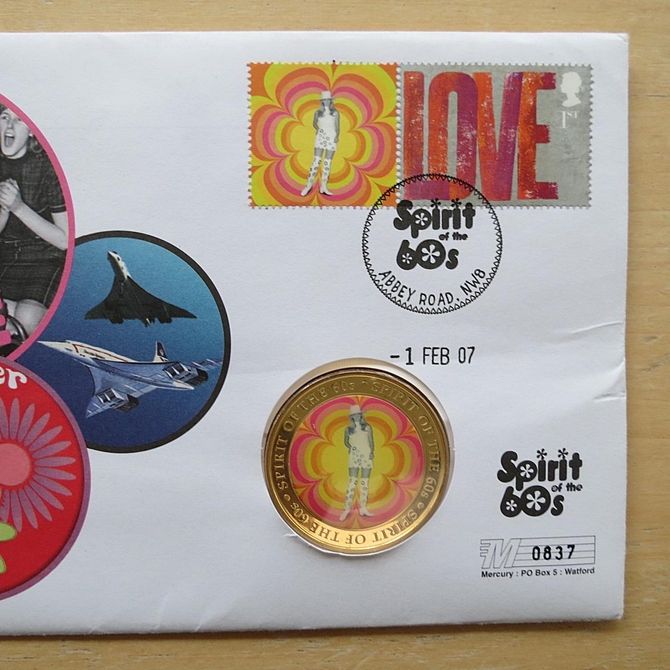 LOVE
1st
Spirit
of the
60s
ABBEY ROAD, NW8
-1 FEB 07
SPIRIT OF THE 60s • SPIRIT OF THE 60s • SPIRIT OF THE 60s •
er
Spirit
of the
60s
M 0837
Mercury : PO Box 5 : Watford